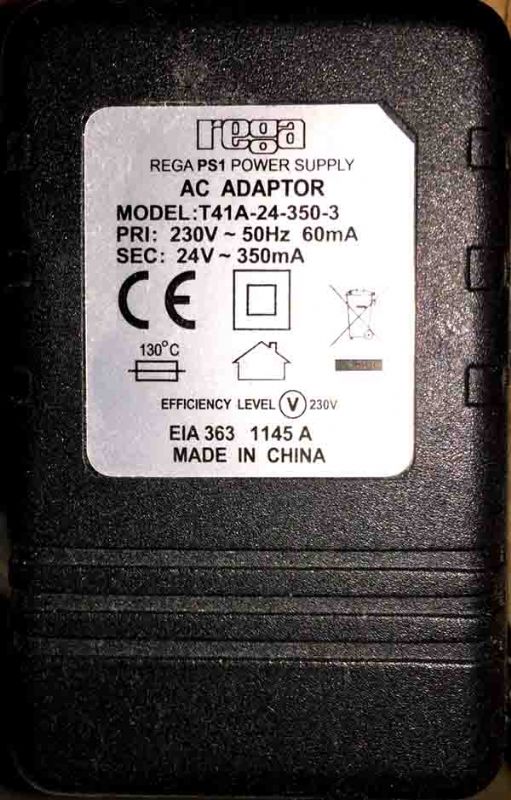 rega
REGA PS1 POWER SUPPLY
AC ADAPTOR
MODEL:T41A-24-350-3
PRI: 230V ~ 50Hz 60mA
SEC: 24V ~ 350mA
CE
130°C
EFFICIENCY LEVEL V 230V
EIA 363 1145 A
MADE IN CHINA